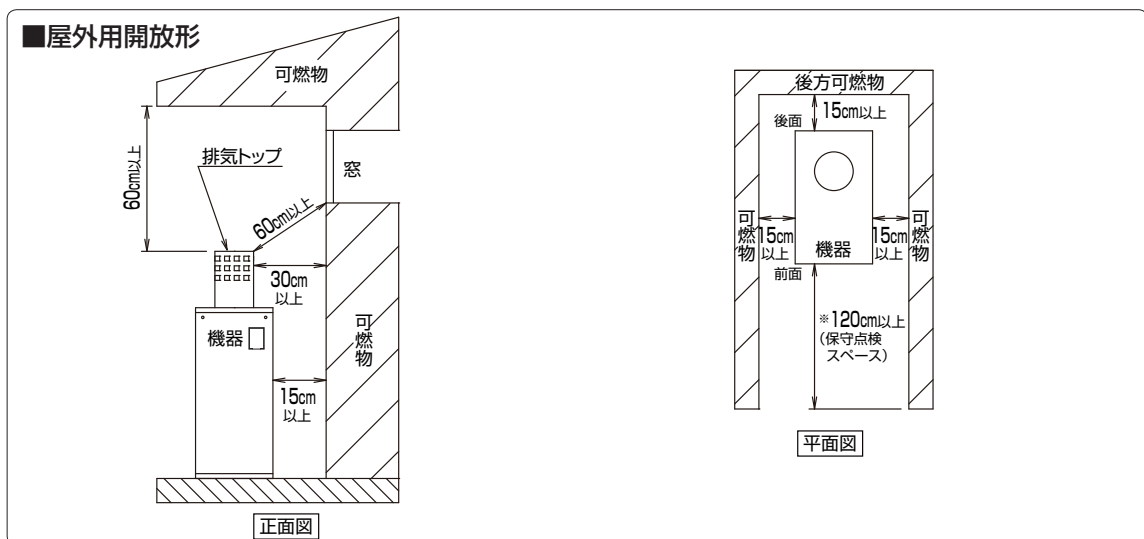 ■屋外用開放形
可燃物
60cm以上
排気トップ
窓
60cm以上
30cm
以上
機器
可燃物
15cm
以上
正面図
後方可燃物
後面
15cm以上
可燃物
15cm
以上
機器
15cm
以上
可燃物
前面
※120cm以上
(保守点検
スペース)
平面図